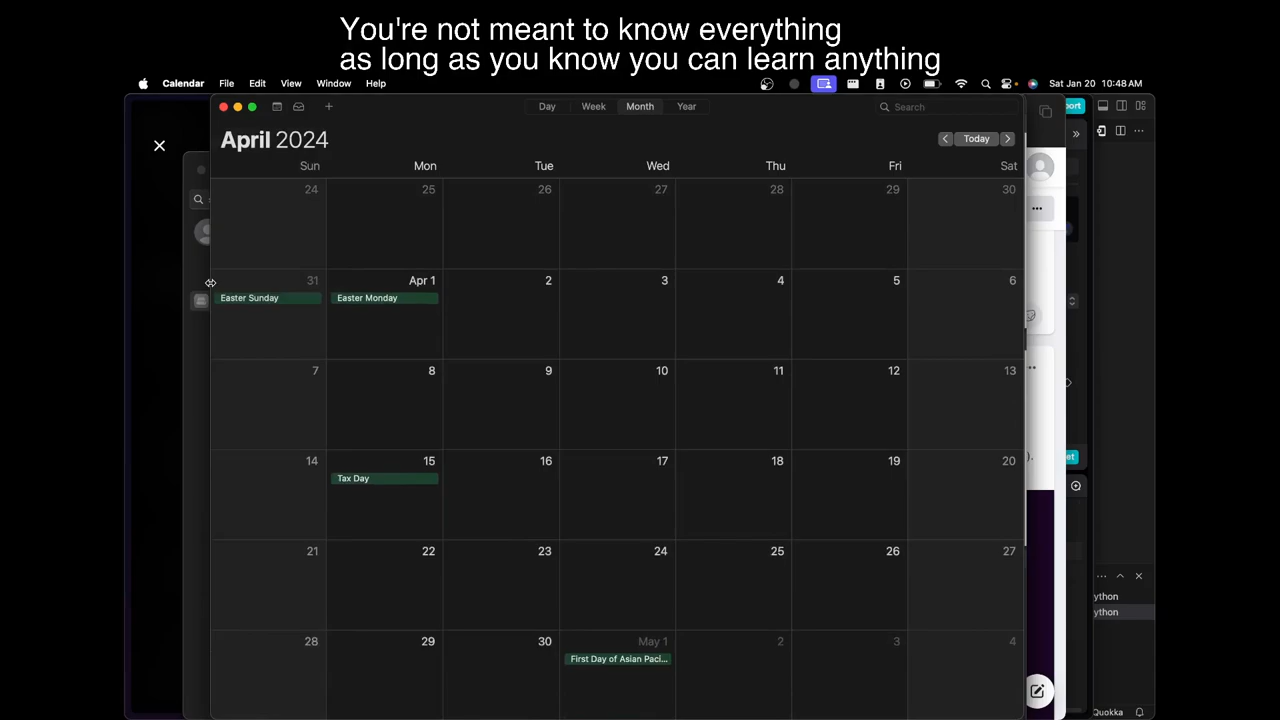 You're not meant to know everything
as long as you know you can learn anything
Calendar File Edit View Window Help Sat Jan 20 10:48 AM
Day Week Month Year Search
April 2024 Today
Sun Mon Tue Wed Thu Fri Sat
24 25 26 27 28 29 30
31 Apr 1 2 3 4 5 6
Easter Sunday Easter Monday
7 8 9 10 11 12 13
14 15 16 17 18 19 20
Tax Day
21 22 23 24 25 26 27
28 29 30 May 1 2 3 4
First Day of Asian Paci...
port
).
et
ython
ython
Quokka